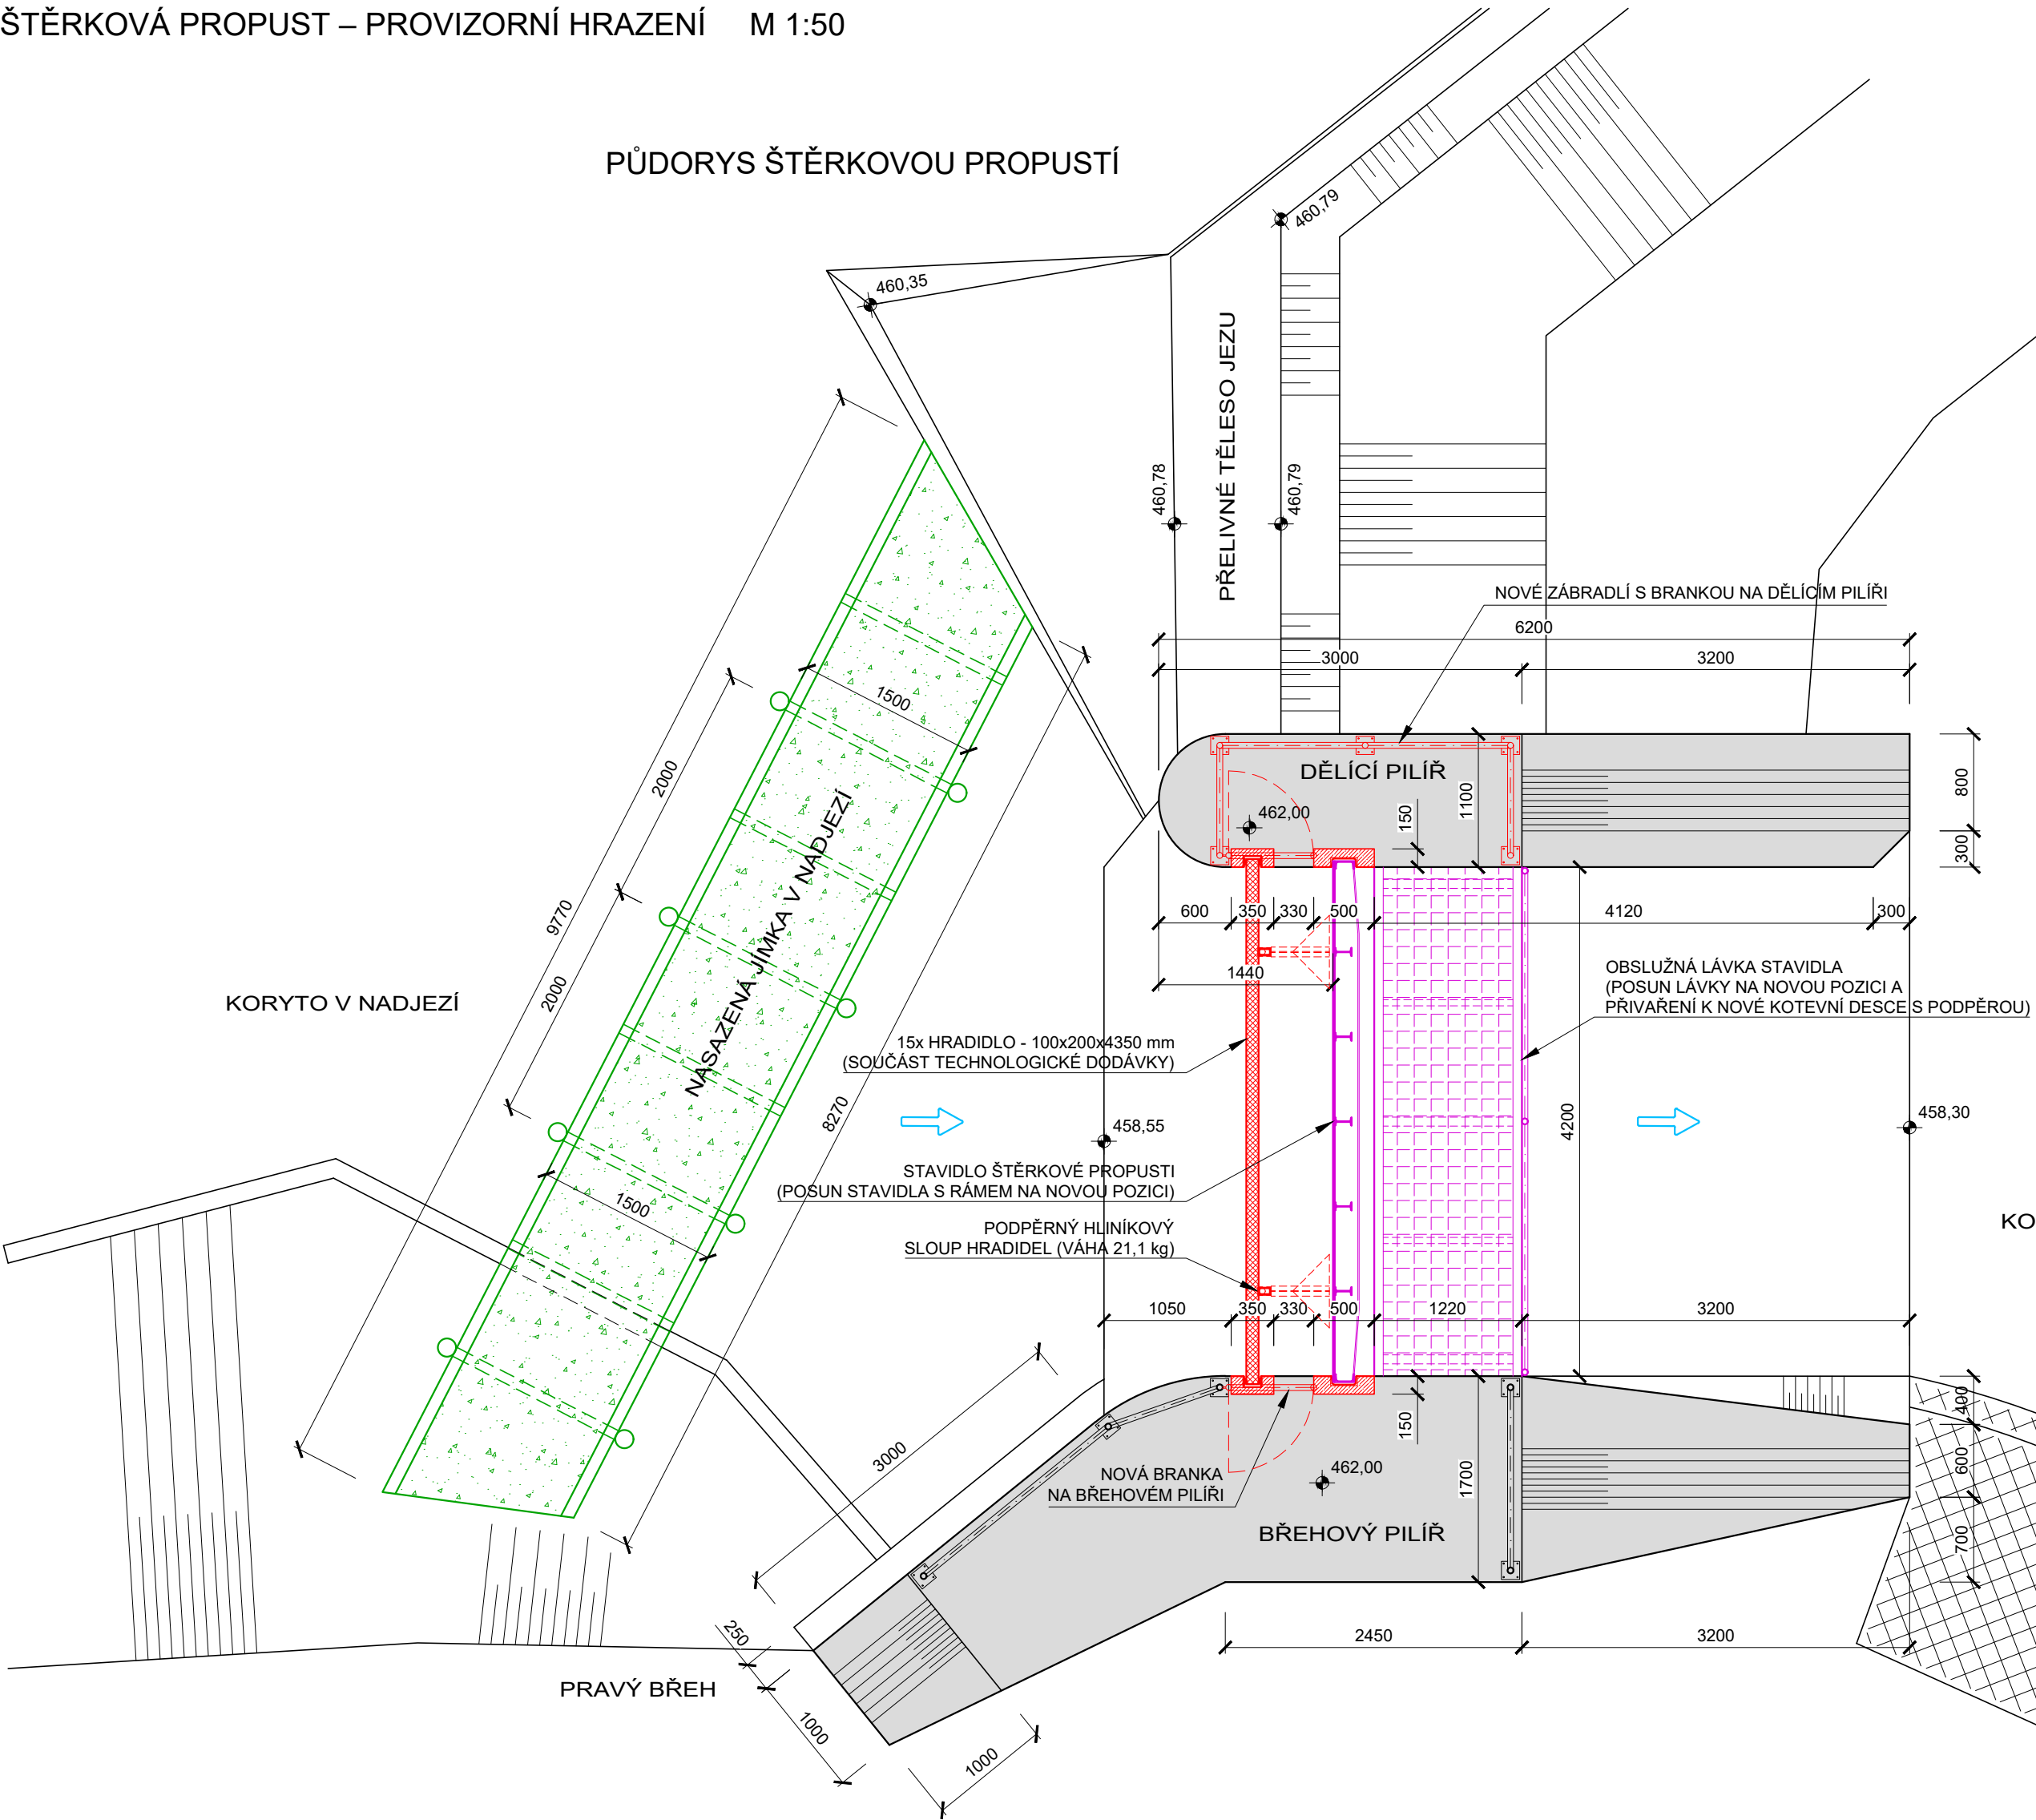 ŠTĚRKOVÁ PROPUST – PROVIZORNÍ HRAZENÍ M 1:50
PŮDORYS ŠTĚRKOVOU PROPUSTÍ
460,79
460,35
PŘELIVNÉ TĚLESO JEZU
460,78
460,79
NOVÉ ZÁBRADLÍ S BRANKOU NA DĚLÍCÍM PILÍŘI
6200
3000
3200
1500
2000
DĚLÍCÍ PILÍŘ
462,00
150
1100
800
300
9770
2000
NASAZENÁ JÍMKA V NADJEZÍ
8270
600
350
330
500
4120
300
1440
KORYTO V NADJEZÍ
OBSLUŽNÁ LÁVKA STAVIDLA
(POSUN LÁVKY NA NOVOU POZICI A
PŘIVAŘENÍ K NOVÉ KOTEVNÍ DESCE S PODPĚROU)
15x HRADIDLO - 100x200x4350 mm
(SOUČÁST TECHNOLOGICKÉ DODÁVKY)
458,55
4200
458,30
STAVIDLO ŠTĚRKOVÉ PROPUSTI
(POSUN STAVIDLA S RÁMEM NA NOVOU POZICI)
1500
PODPĚRNÝ HLINÍKOVÝ
SLOUP HRADIDEL (VÁHA 21,1 kg)
KO
1050
350
330
500
1220
3200
3000
150
400
600
700
NOVÁ BRANKA
NA BŘEHOVÉM PILÍŘI
462,00
1700
BŘEHOVÝ PILÍŘ
250
2450
3200
PRAVÝ BŘEH
1000
1000